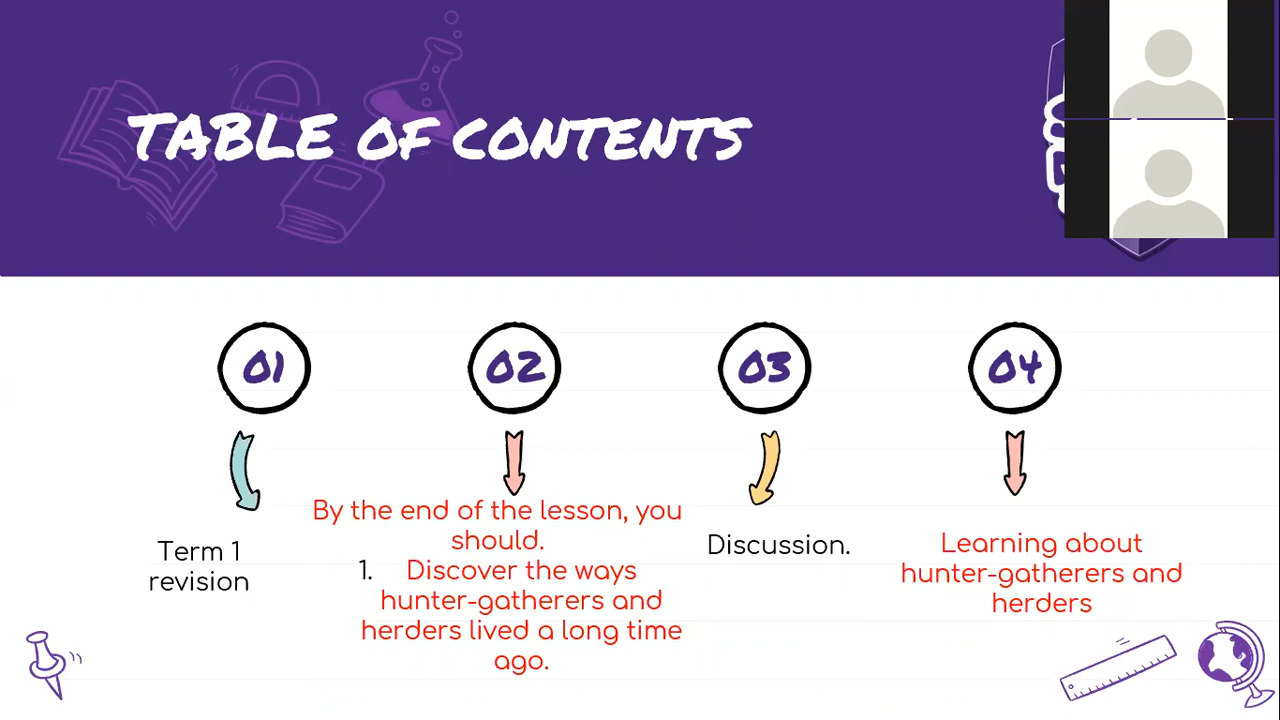 TABLE OF CONTENTS
01
02
03
04
Term 1
revision
By the end of the lesson, you
should.
1. Discover the ways
hunter-gatherers and
herders lived a long time
ago.
Discussion.
Learning about
hunter-gatherers and
herders